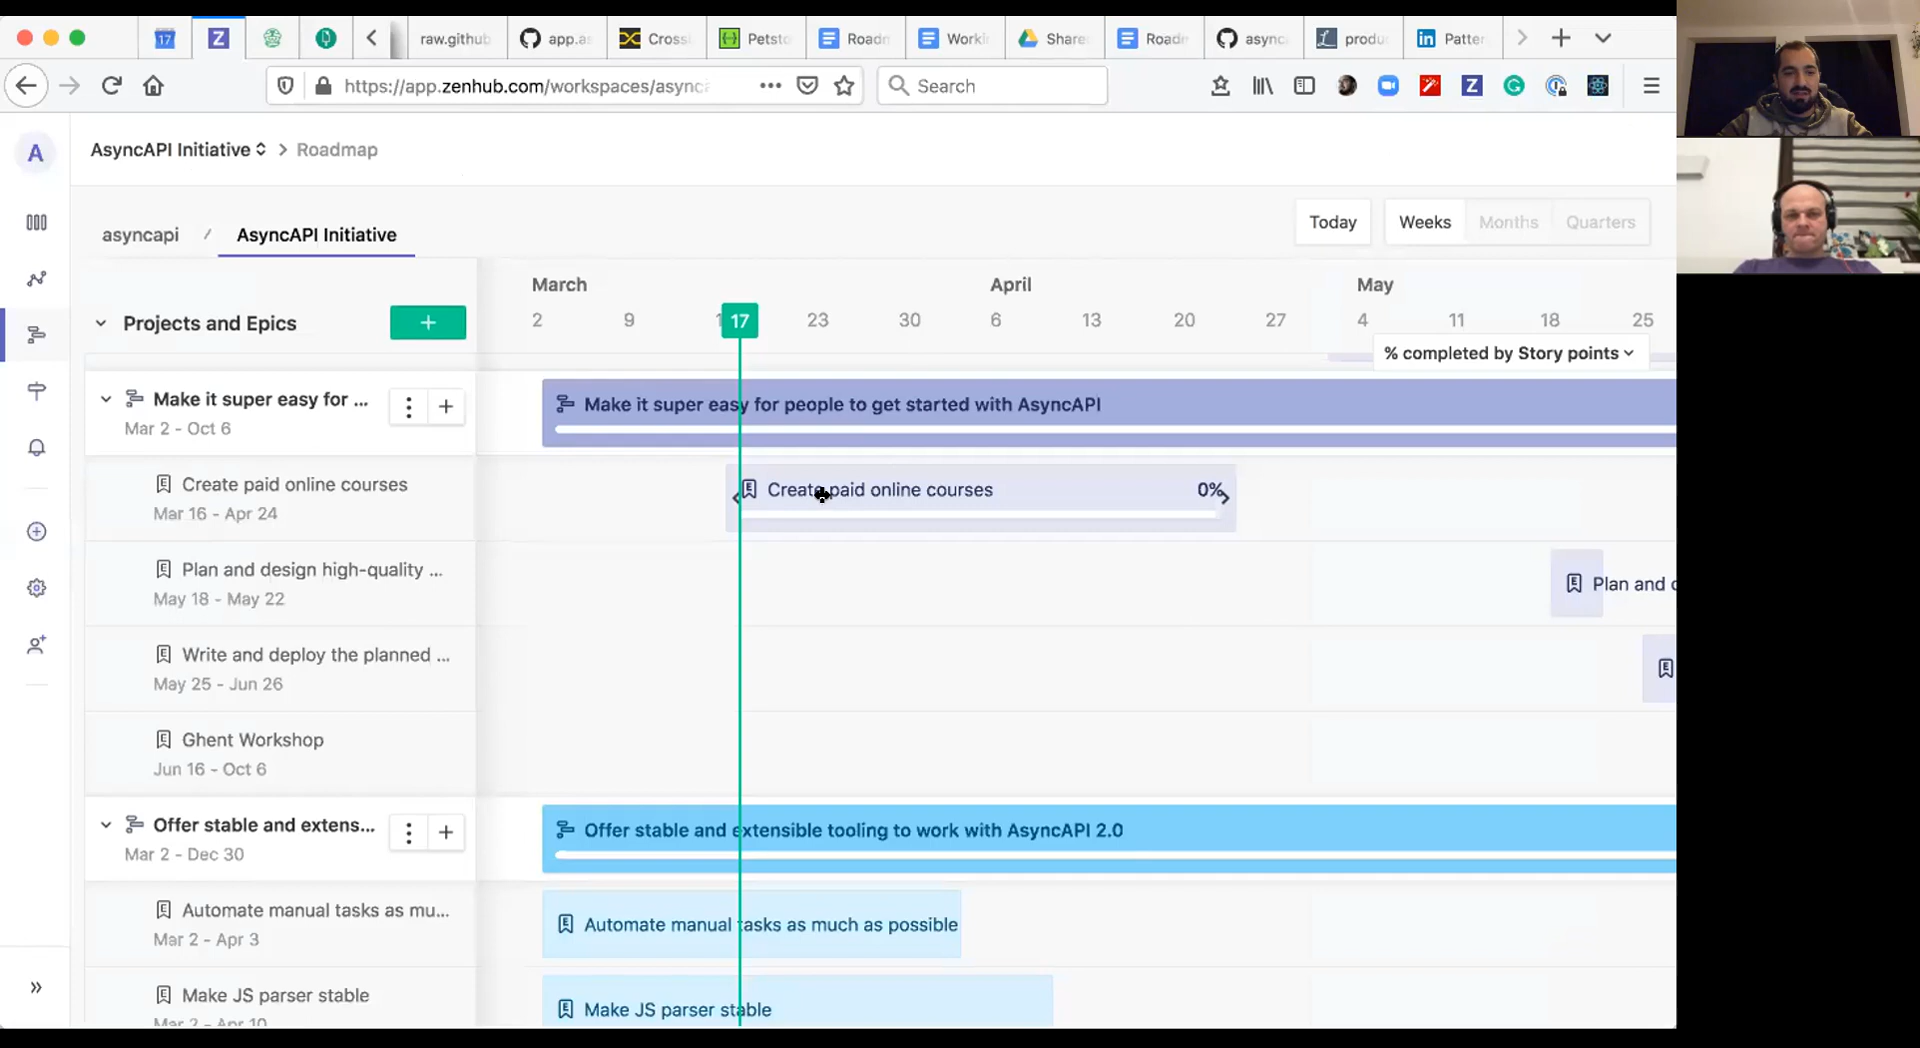 17
Z
raw.github
app.as
Crossl
Petsto
Roadm
Workin
Share
Roadm
async
produ
Patter
https://app.zenhub.com/workspaces/async
Search
A
AsyncAPI Initiative > Roadmap
asyncapi / AsyncAPI Initiative
Today
Weeks Months Quarters
March April May
2 9 17 23 30 6 13 20 27 4 11 18 25
Projects and Epics
+
% completed by Story points
Make it super easy for ...
Mar 2 - Oct 6
Make it super easy for people to get started with AsyncAPI
Create paid online courses
Mar 16 - Apr 24
Create paid online courses 0%
Plan and design high-quality ...
May 18 - May 22
Plan and
Write and deploy the planned ...
May 25 - Jun 26
Ghent Workshop
Jun 16 - Oct 6
Offer stable and extens...
Mar 2 - Dec 30
Offer stable and extensible tooling to work with AsyncAPI 2.0
Automate manual tasks as mu...
Mar 2 - Apr 3
Automate manual tasks as much as possible
Make JS parser stable
Mar 2 - Apr 10
Make JS parser stable